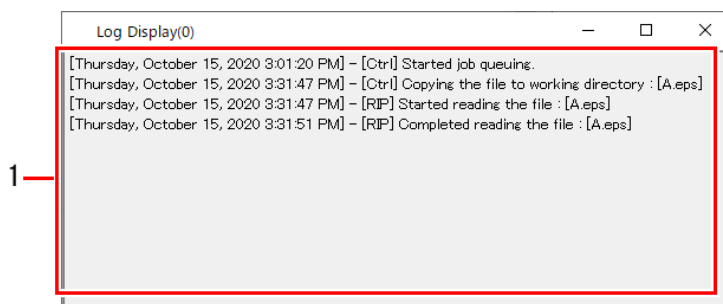 Log Display(0)
[Thursday, October 15, 2020 3:01:20 PM] - [Ctrl] Started job queuing.
[Thursday, October 15, 2020 3:31:47 PM] - [Ctrl] Copying the file to working directory : [A.eps]
[Thursday, October 15, 2020 3:31:47 PM] - [RIP] Started reading the file : [A.eps]
[Thursday, October 15, 2020 3:31:51 PM] - [RIP] Completed reading the file : [A.eps]
1